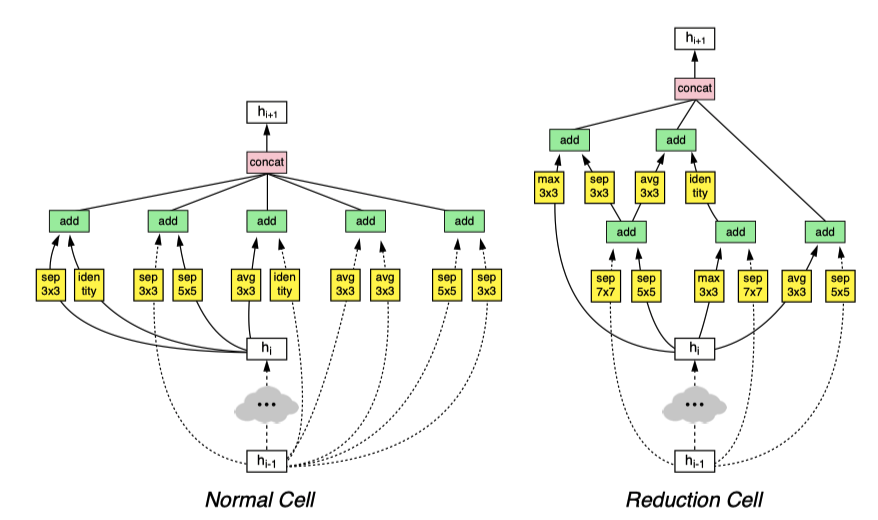 h_{i+1}
concat
add add add add add
sep
3x3
iden
tity
sep
3x3
sep
5x5
avg
3x3
iden
tity
avg
3x3
avg
3x3
sep
5x5
sep
3x3
h_i
...
h_{i-1}
Normal Cell
h_{i+1}
concat
add add
max
3x3
sep
3x3
avg
3x3
iden
tity
add add add
sep
7x7
sep
5x5
max
3x3
sep
7x7
avg
3x3
sep
5x5
h_i
...
h_{i-1}
Reduction Cell